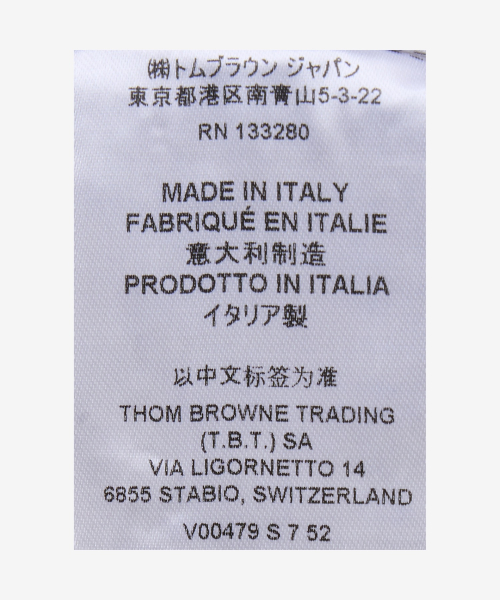 ㈱トムブラウン ジャパン
東京都港区南青山5-3-22
RN 133280
MADE IN ITALY
FABRIQUÉ EN ITALIE
意大利制造
PRODOTTO IN ITALIA
イタリア製
以中文标签为准
THOM BROWNE TRADING
(T.B.T.) SA
VIA LIGORNETTO 14
6855 STABIO, SWITZERLAND
V00479 S 7 52